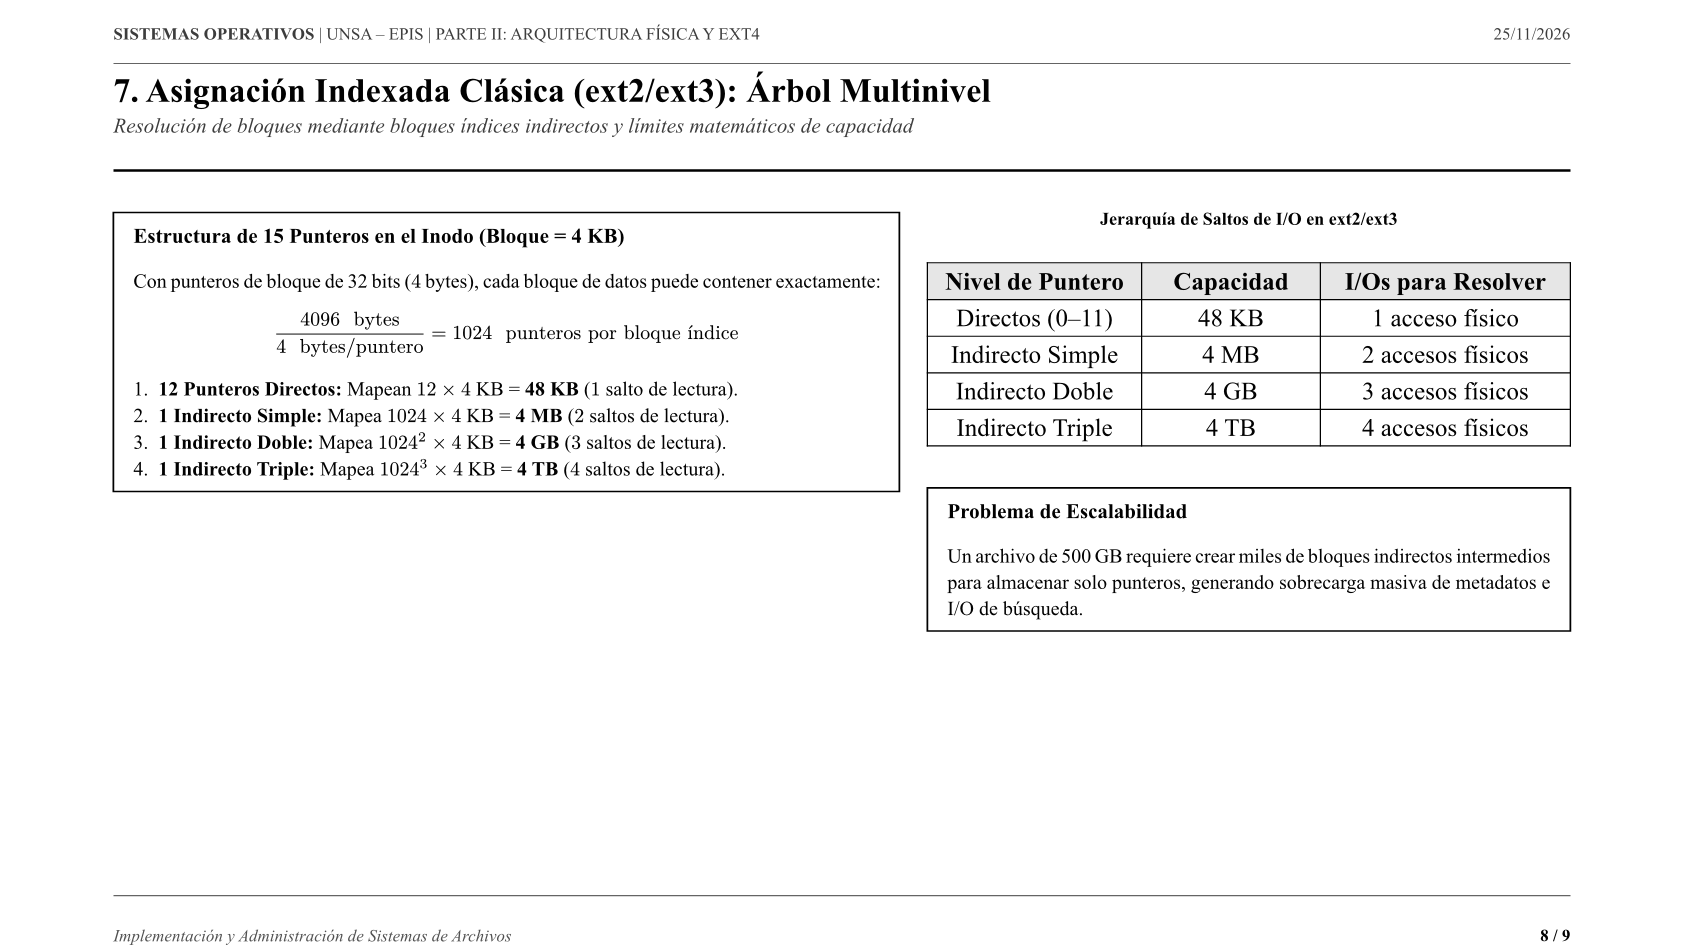 SISTEMAS OPERATIVOS | UNSA – EPIS | PARTE II: ARQUITECTURA FÍSICA Y EXT4
25/11/2026
7. Asignación Indexada Clásica (ext2/ext3): Árbol Multinivel
Resolución de bloques mediante bloques índices indirectos y límites matemáticos de capacidad
Estructura de 15 Punteros en el Inodo (Bloque = 4 KB)
Con punteros de bloque de 32 bits (4 bytes), cada bloque de datos puede contener exactamente:
4096 bytes
4 bytes/puntero
= 1024 punteros por bloque índice
1. 12 Punteros Directos: Mapean 12 × 4 KB = 48 KB (1 salto de lectura).
2. 1 Indirecto Simple: Mapea 1024 × 4 KB = 4 MB (2 saltos de lectura).
3. 1 Indirecto Doble: Mapea 1024² × 4 KB = 4 GB (3 saltos de lectura).
4. 1 Indirecto Triple: Mapea 1024³ × 4 KB = 4 TB (4 saltos de lectura).
Jerarquía de Saltos de I/O en ext2/ext3
Nivel de Puntero Capacidad I/Os para Resolver
Directos (0–11) 48 KB 1 acceso físico
Indirecto Simple 4 MB 2 accesos físicos
Indirecto Doble 4 GB 3 accesos físicos
Indirecto Triple 4 TB 4 accesos físicos
Problema de Escalabilidad
Un archivo de 500 GB requiere crear miles de bloques indirectos intermedios
para almacenar solo punteros, generando sobrecarga masiva de metadatos e
I/O de búsqueda.
Implementación y Administración de Sistemas de Archivos
8 / 9